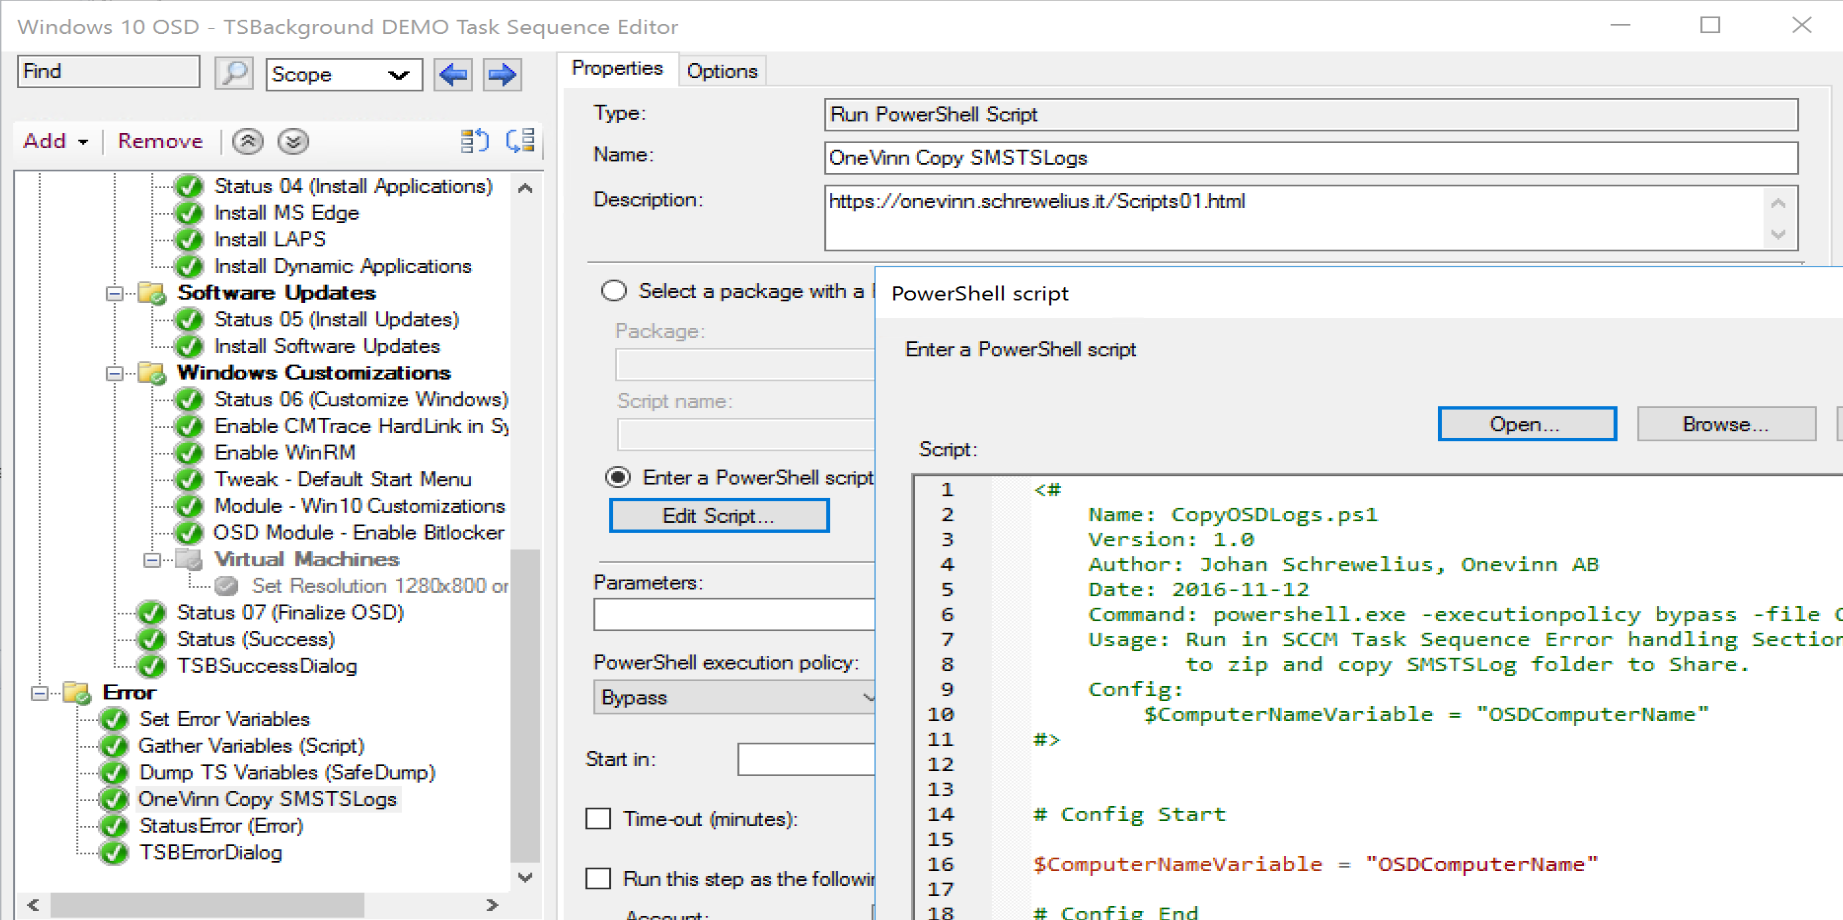 Windows 10 OSD - TSBackground DEMO Task Sequence Editor
Find
Scope
Add
Remove
Status 04 (Install Applications)
Install MS Edge
Install LAPS
Install Dynamic Applications
Software Updates
Status 05 (Install Updates)
Install Software Updates
Windows Customizations
Status 06 (Customize Windows)
Enable CMTrace HardLink in Sy
Enable WinRM
Tweak - Default Start Menu
Module - Win10 Customizations
OSD Module - Enable Bitlocker
Virtual Machines
Set Resolution 1280x800 or
Status 07 (Finalize OSD)
Status (Success)
TSBSuccessDialog
Error
Set Error Variables
Gather Variables (Script)
Dump TS Variables (SafeDump)
OneVinn Copy SMSTSLogs
StatusError (Error)
TSBErrorDialog
Properties
Options
Type:
Run PowerShell Script
Name:
OneVinn Copy SMSTSLogs
Description:
https://onevinn.schrewelius.it/Scripts01.html
Select a package with a
Package:
Script name:
Enter a PowerShell script
Edit Script...
Parameters:
PowerShell execution policy:
Bypass
Start in:
Time-out (minutes):
Run this step as the followin
Account:
PowerShell script
Enter a PowerShell script
Open...
Browse...
Script:
1 <#
2 Name: CopyOSDLogs.ps1
3 Version: 1.0
4 Author: Johan Schrewelius, Onevinn AB
5 Date: 2016-11-12
6 Command: powershell.exe -executionpolicy bypass -file C
7 Usage: Run in SCCM Task Sequence Error handling Section
8 to zip and copy SMSTSLog folder to Share.
9 Config:
10 $ComputerNameVariable = "OSDComputerName"
11 #>
12
13
14 # Config Start
15
16 $ComputerNameVariable = "OSDComputerName"
17
18 # Config End